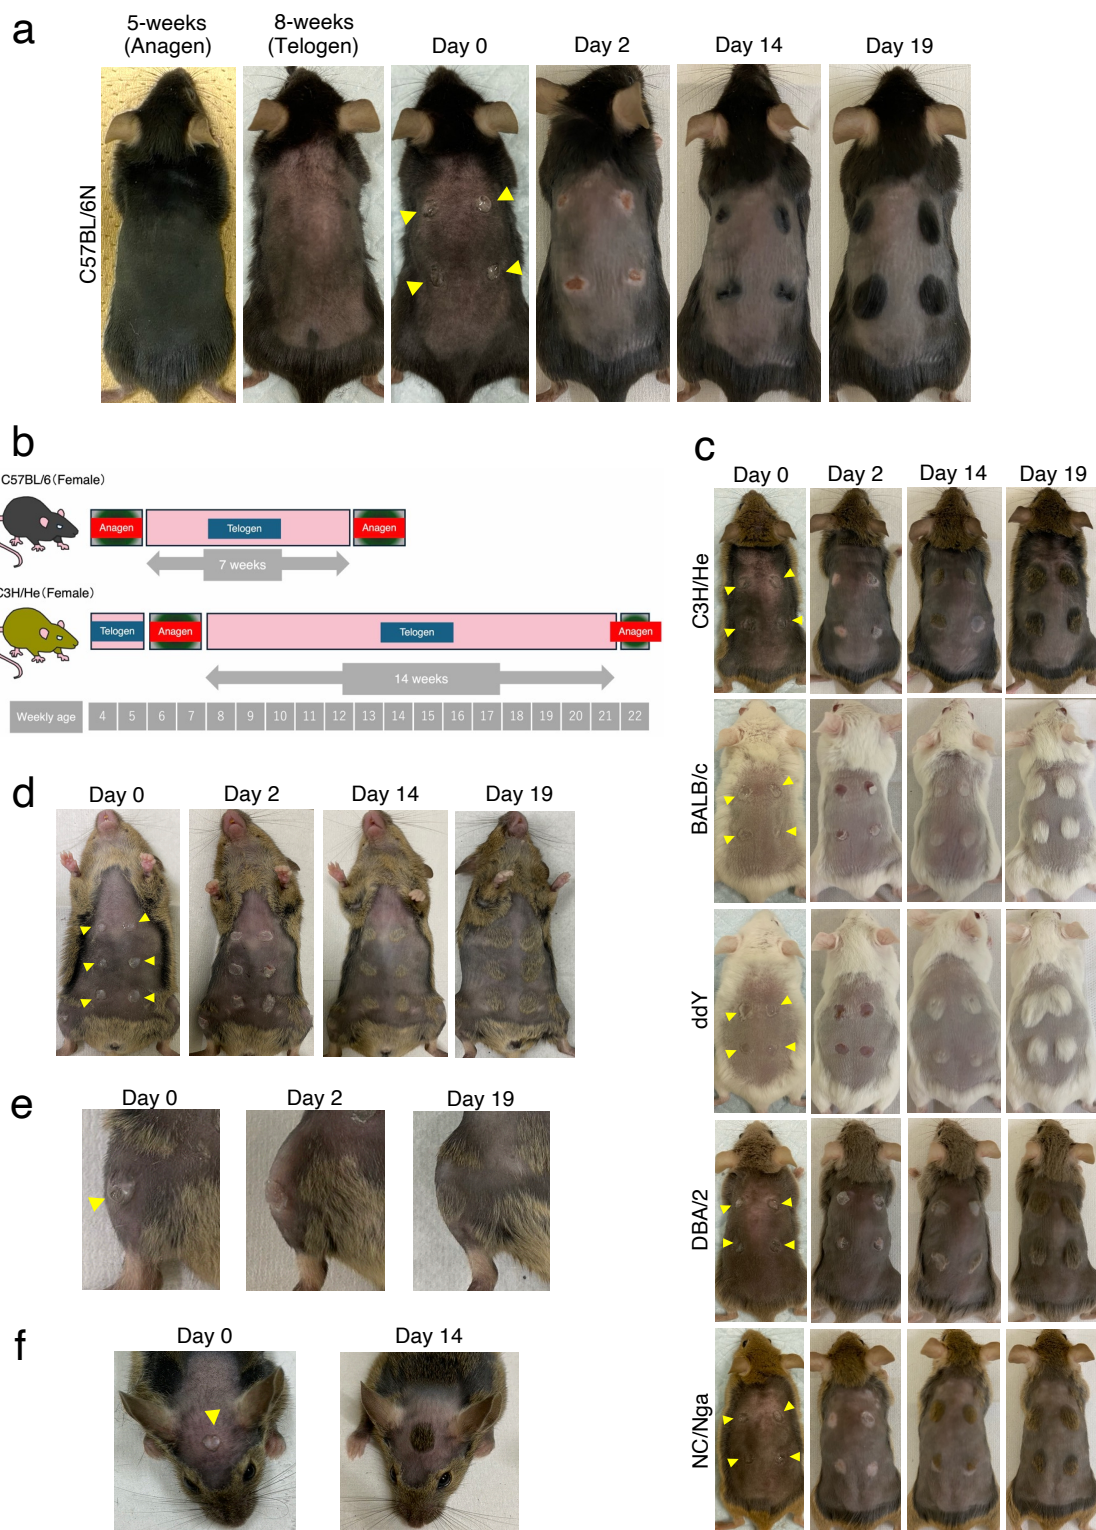 a
5-weeks
(Anagen)
8-weeks
(Telogen)
Day 0
Day 2
Day 14
Day 19
C57BL/6N
b
C57BL/6(Female)
Anagen
Telogen
Anagen
7 weeks
C3H/He(Female)
Telogen
Anagen
Telogen
Anagen
14 weeks
Weekly age 4 5 6 7 8 9 10 11 12 13 14 15 16 17 18 19 20 21 22
c
Day 0
Day 2
Day 14
Day 19
C3H/He
BALB/c
ddY
DBA/2
NC/Nga
d
Day 0
Day 2
Day 14
Day 19
e
Day 0
Day 2
Day 19
f
Day 0
Day 14